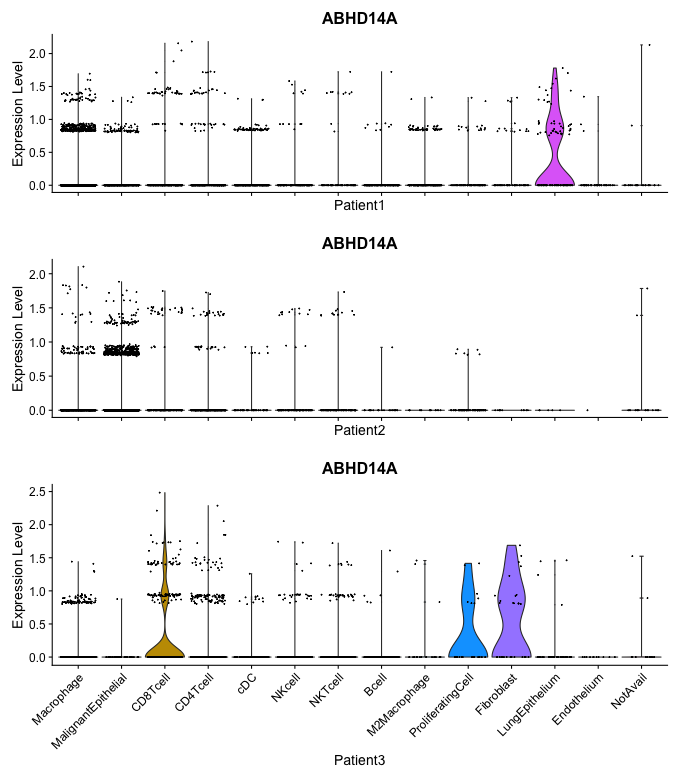 ABHD14A
Expression Level
2.0
1.5
1.0
0.5
0.0
Patient1
ABHD14A
Expression Level
2.0
1.5
1.0
0.5
0.0
Patient2
ABHD14A
Expression Level
2.5
2.0
1.5
1.0
0.5
0.0
Macrophage
MalignantEpithelial
CD8Tcell
CD4Tcell
cDC
NKcell
NKTcell
Bcell
M2Macrophage
ProliferatingCell
Fibroblast
LungEpithelium
Endothelium
NotAvail
Patient3